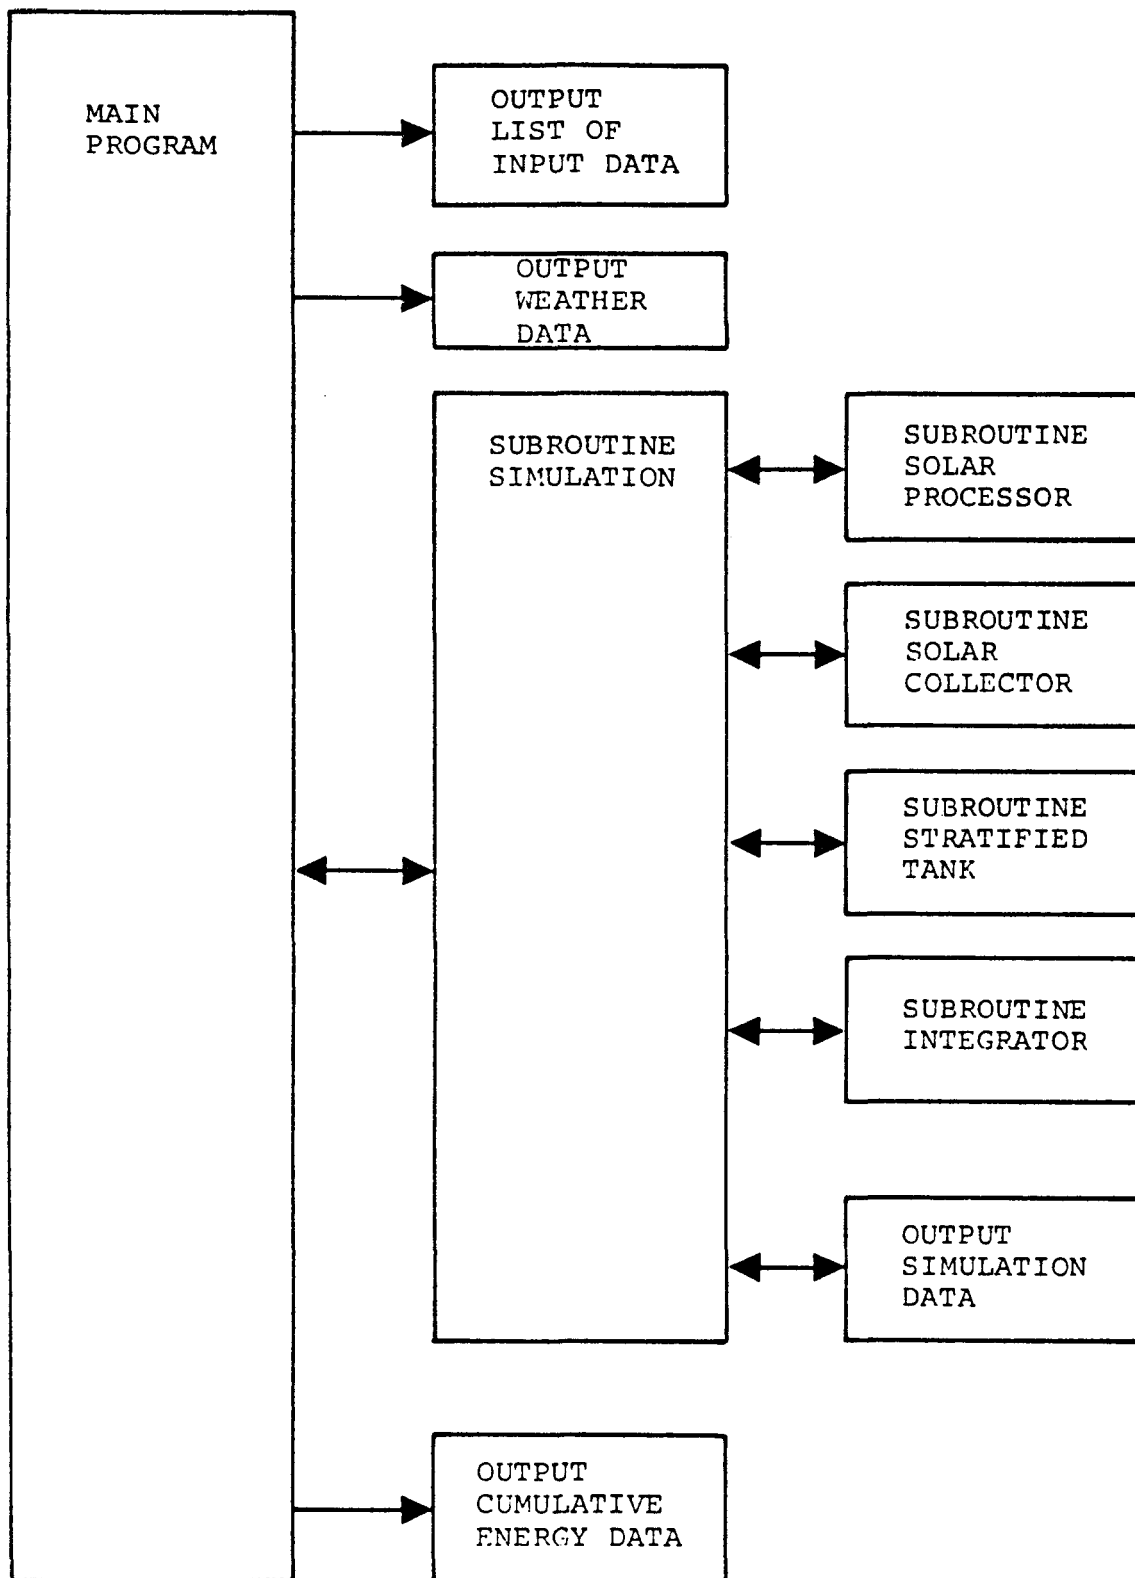 MAIN
PROGRAM
OUTPUT
LIST OF
INPUT DATA
OUTPUT
WEATHER
DATA
SUBROUTINE
SIMULATION
SUBROUTINE
SOLAR
PROCESSOR
SUBROUTINE
SOLAR
COLLECTOR
SUBROUTINE
STRATIFIED
TANK
SUBROUTINE
INTEGRATOR
OUTPUT
SIMULATION
DATA
OUTPUT
CUMULATIVE
ENERGY DATA